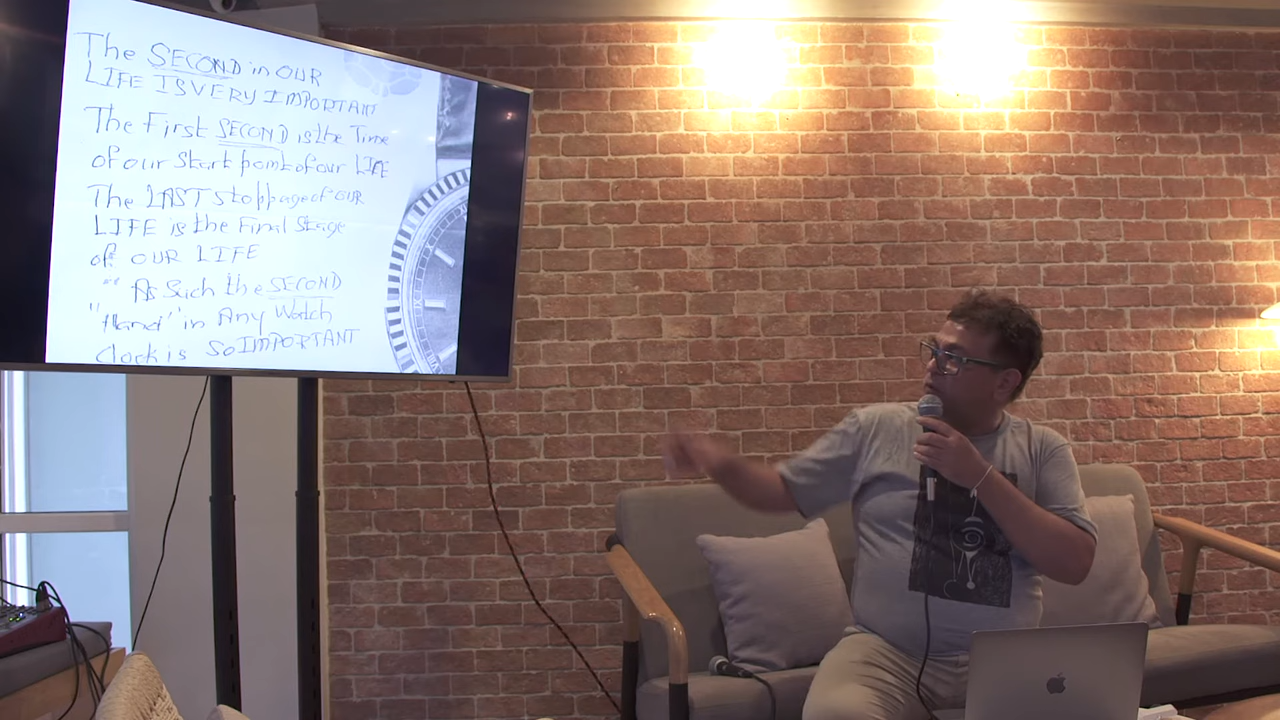 The SECOND in OUR
LIFE IS VERY IMPORTANT
The First SECOND is the Time
of our Start point of our LIFE
The LAST stoppage of OUR
LIFE is the Final Stage
of OUR LIFE
"" As Such the SECOND
"Hand" in Any Watch
Clock is SO IMPORTANT